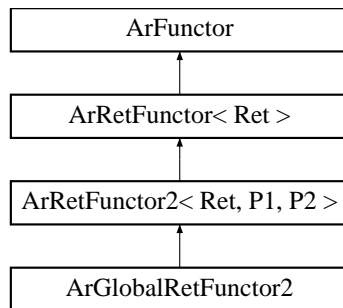 ArFunctor
ArRetFunctor< Ret >
ArRetFunctor2< Ret, P1, P2 >
ArGlobalRetFunctor2